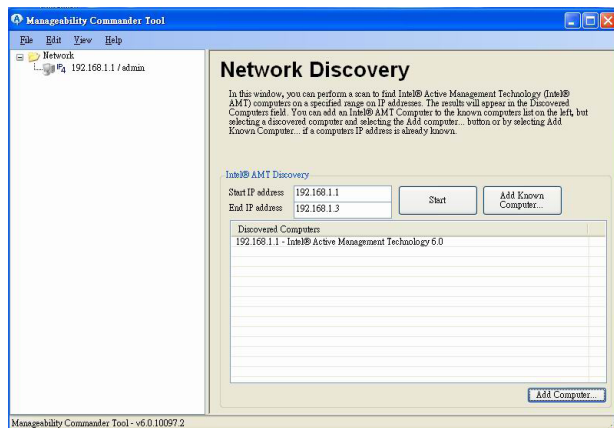 Manageability Commander Tool
File Edit View Help
Network
IP4 192.168.1.1 / admin
Network Discovery
In this window, you can perform a scan to find Intel® Active Management Technology (Intel®
AMT) computers on a specified range on IP addresses. The results will appear in the Discovered
Computers field. You can add an Intel® AMT Computer to the known computers list on the left, but
selecting a discovered computer and selecting the Add computer... button or by selecting Add
Known Computer... if a computers IP address is already known.
Intel® AMT Discovery
Start IP address 192.168.1.1
End IP address 192.168.1.3
Start
Add Known
Computer...
Discovered Computers
192.168.1.1 - Intel® Active Management Technology 6.0
Add Computer...
Manageability Commander Tool - v6.0.10097.2